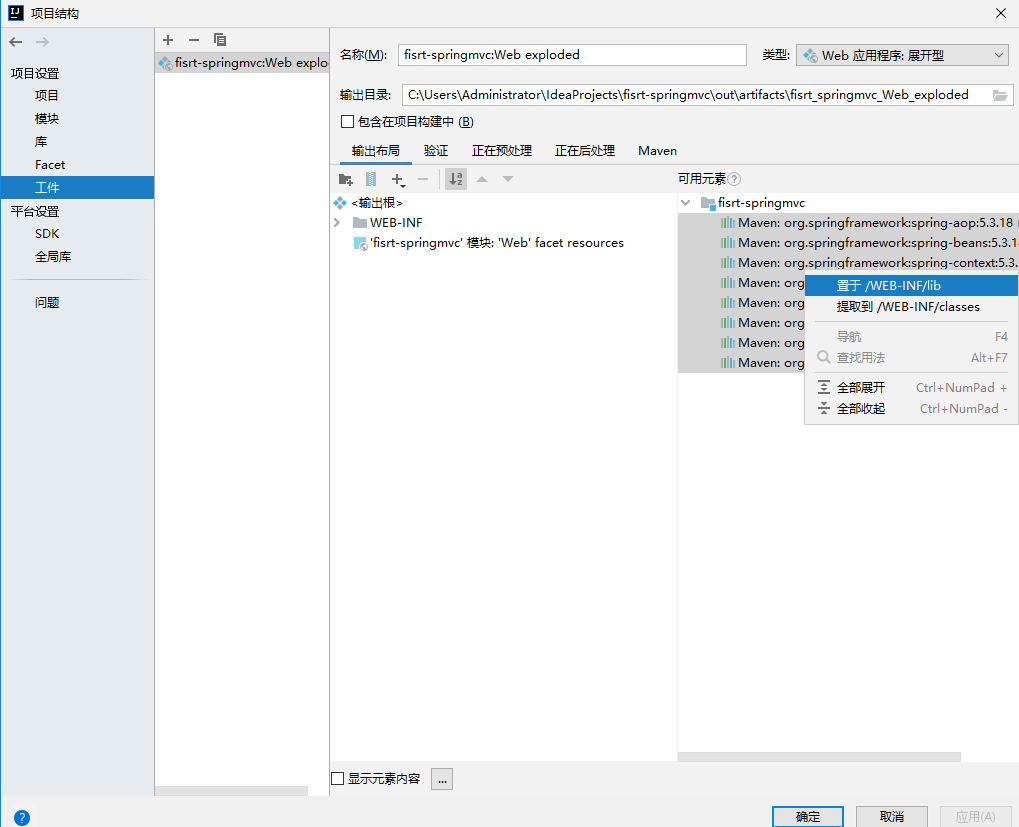 项目结构
项目设置
项目
模块
库
Facet
工件
平台设置
SDK
全局库
问题
fisrt-springmvc:Web explo
名称(M): fisrt-springmvc:Web exploded 类型: Web 应用程序: 展开型
输出目录: C:\Users\Administrator\IdeaProjects\fisrt-springmvc\out\artifacts\fisrt_springmvc_Web_exploded
包含在项目构建中 (B)
输出布局 验证 正在预处理 正在后处理 Maven
可用元素
<输出根>
WEB-INF
'fisrt-springmvc' 模块: 'Web' facet resources
fisrt-springmvc
Maven: org.springframework:spring-aop:5.3.18 (
Maven: org.springframework:spring-beans:5.3.18
Maven: org.springframework:spring-context:5.3.
Maven: org
Maven: org
Maven: org
Maven: org
Maven: org
置于 /WEB-INF/lib
提取到 /WEB-INF/classes
导航 F4
查找用法 Alt+F7
全部展开 Ctrl+NumPad +
全部收起 Ctrl+NumPad -
显示元素内容 ...
确定 取消 应用(A)